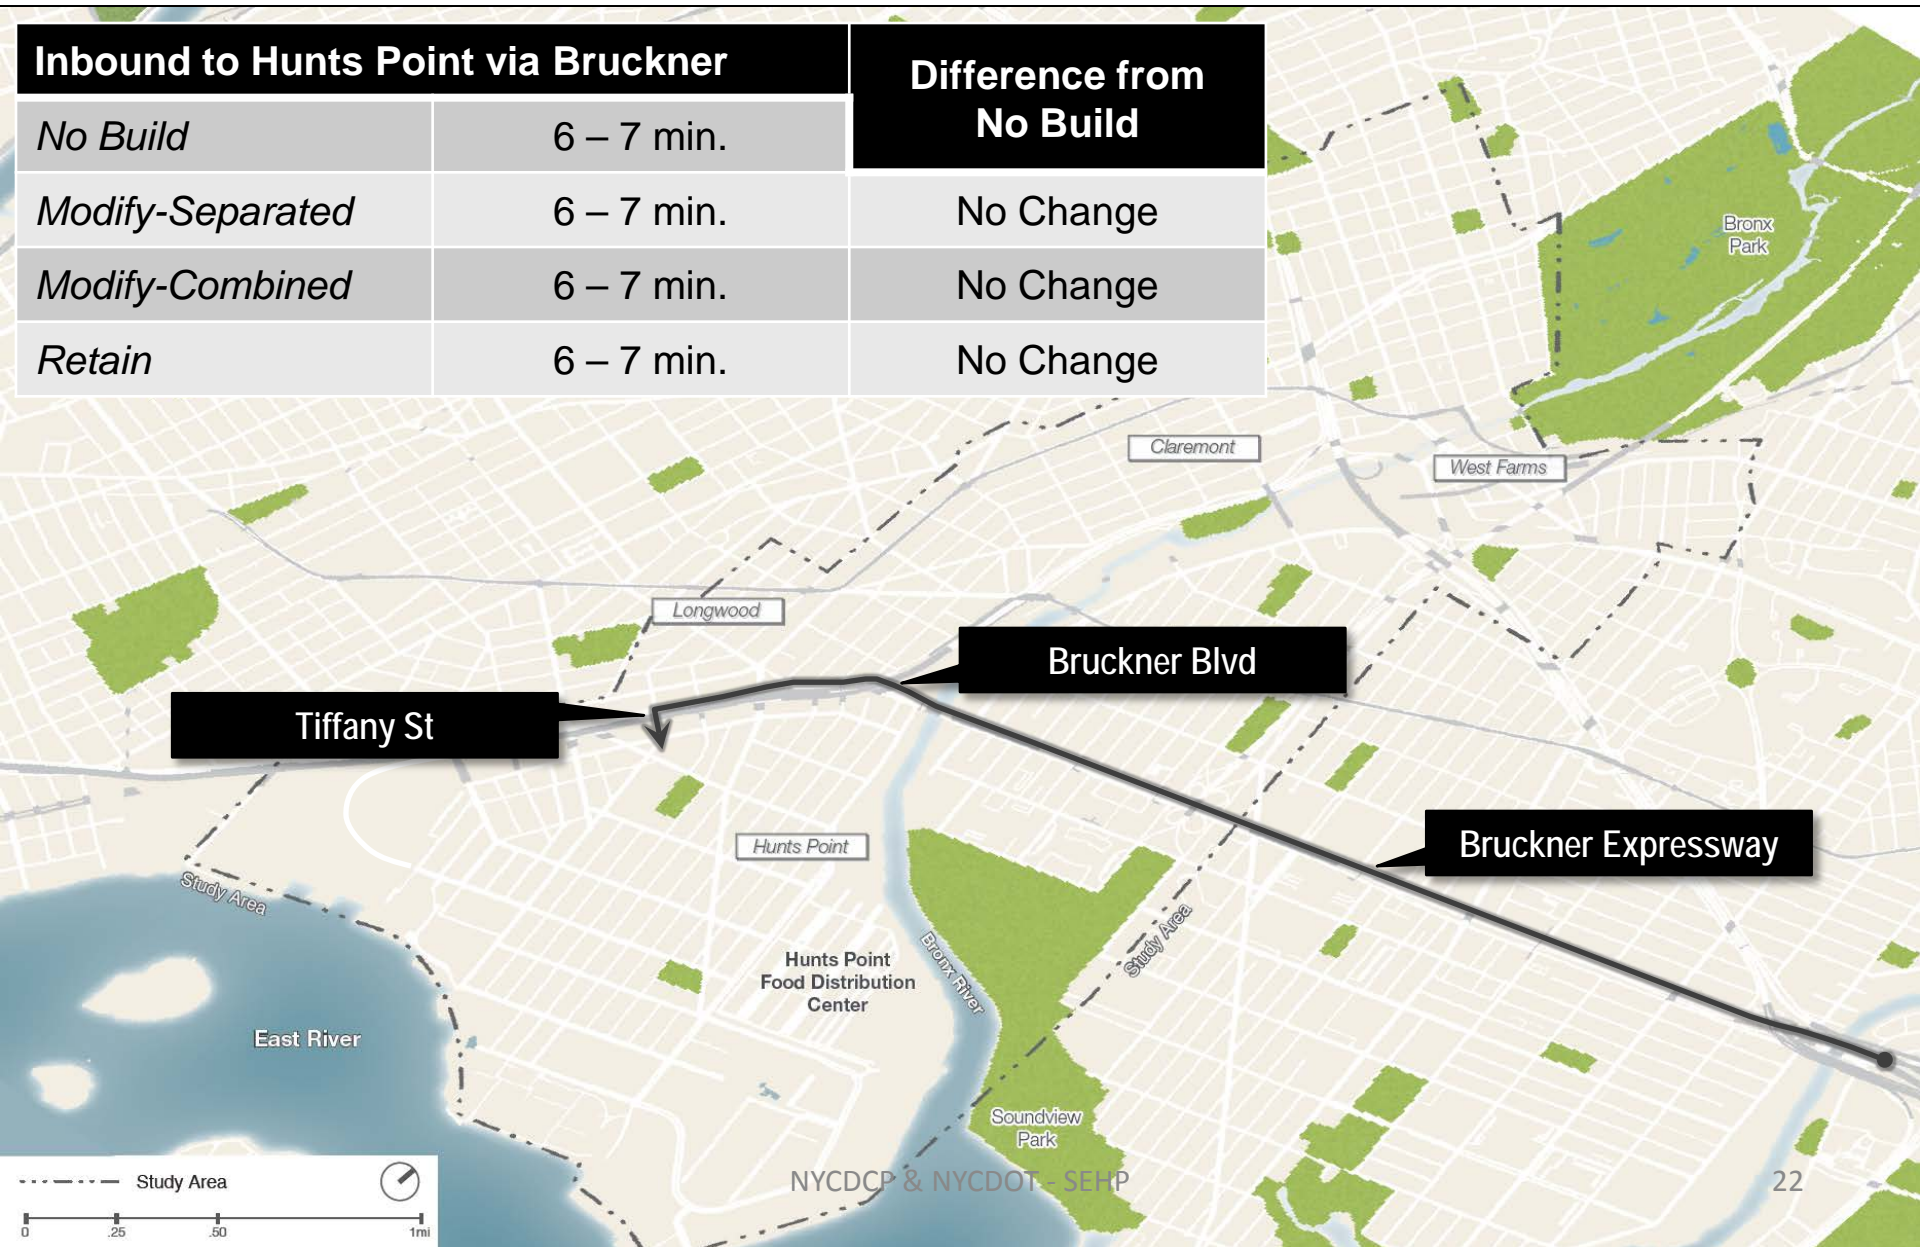 Inbound to Hunts Point via Bruckner
Difference from
No Build
No Build 6 – 7 min.
Modify-Separated 6 – 7 min. No Change
Modify-Combined 6 – 7 min. No Change
Retain 6 – 7 min. No Change
Bronx
Park
Claremont
West Farms
Longwood
Bruckner Blvd
Tiffany St
Bruckner Expressway
Hunts Point
Study Area
Study Area
Bronx River
Hunts Point
Food Distribution
Center
East River
Soundview
Park
Study Area
0 .25 .50 1mi
NYCDCP & NYCDOT - SEHP
22